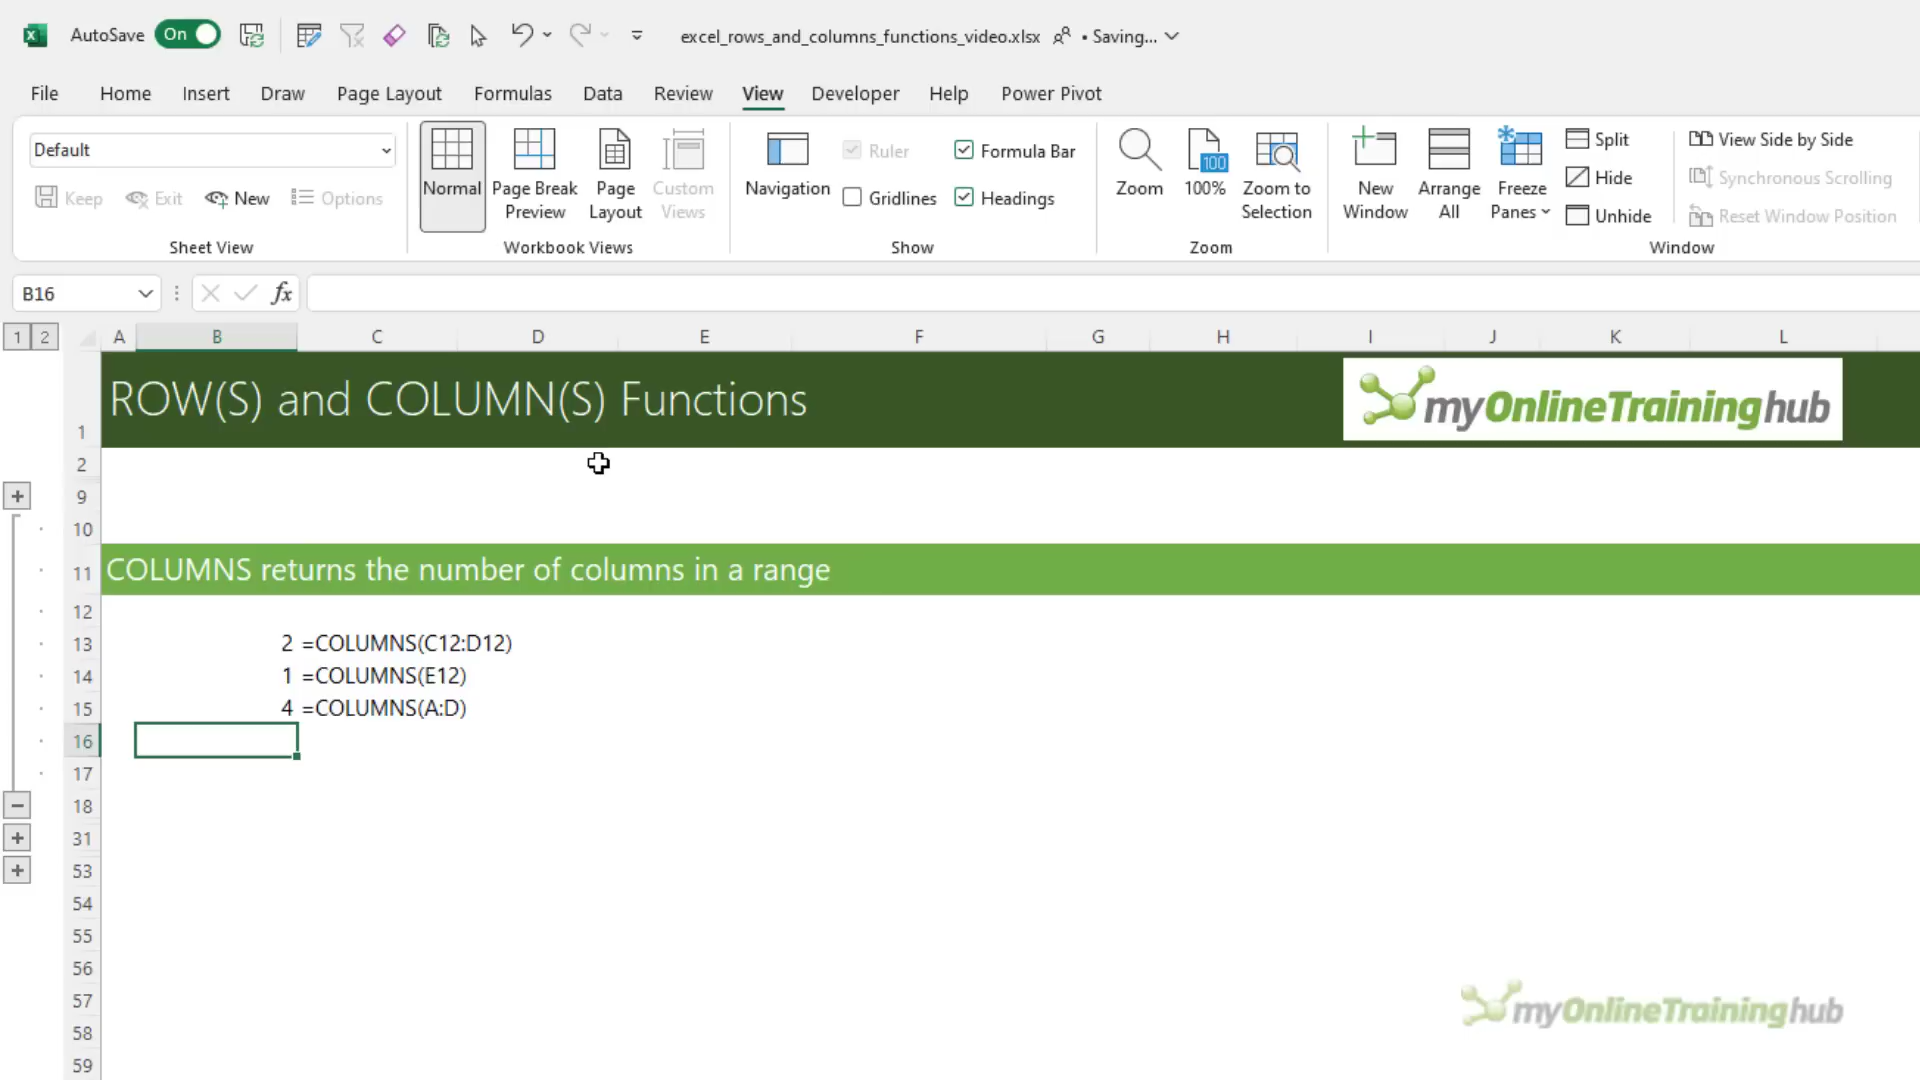 AutoSave On excel_rows_and_columns_functions_video.xlsx • Saving...
File Home Insert Draw Page Layout Formulas Data Review View Developer Help Power Pivot
Default
Keep Exit New Options
Sheet View
Normal Page Break Preview Page Layout Custom Views
Workbook Views
Navigation Ruler Formula Bar
Gridlines Headings
Show
Zoom 100 100% Zoom to Selection
Zoom
New Window Arrange All Freeze Panes
Split
Hide
Unhide
View Side by Side
Synchronous Scrolling
Reset Window Position
Window
B16 fx
1 2 A B C D E F G H I J K L
1 ROW(S) and COLUMN(S) Functions myOnlineTraininghub
2
9
10
11 COLUMNS returns the number of columns in a range
12
13 2 =COLUMNS(C12:D12)
14 1 =COLUMNS(E12)
15 4 =COLUMNS(A:D)
16
17
18
31
53
54
55
56
57 myOnlineTraininghub
58
59